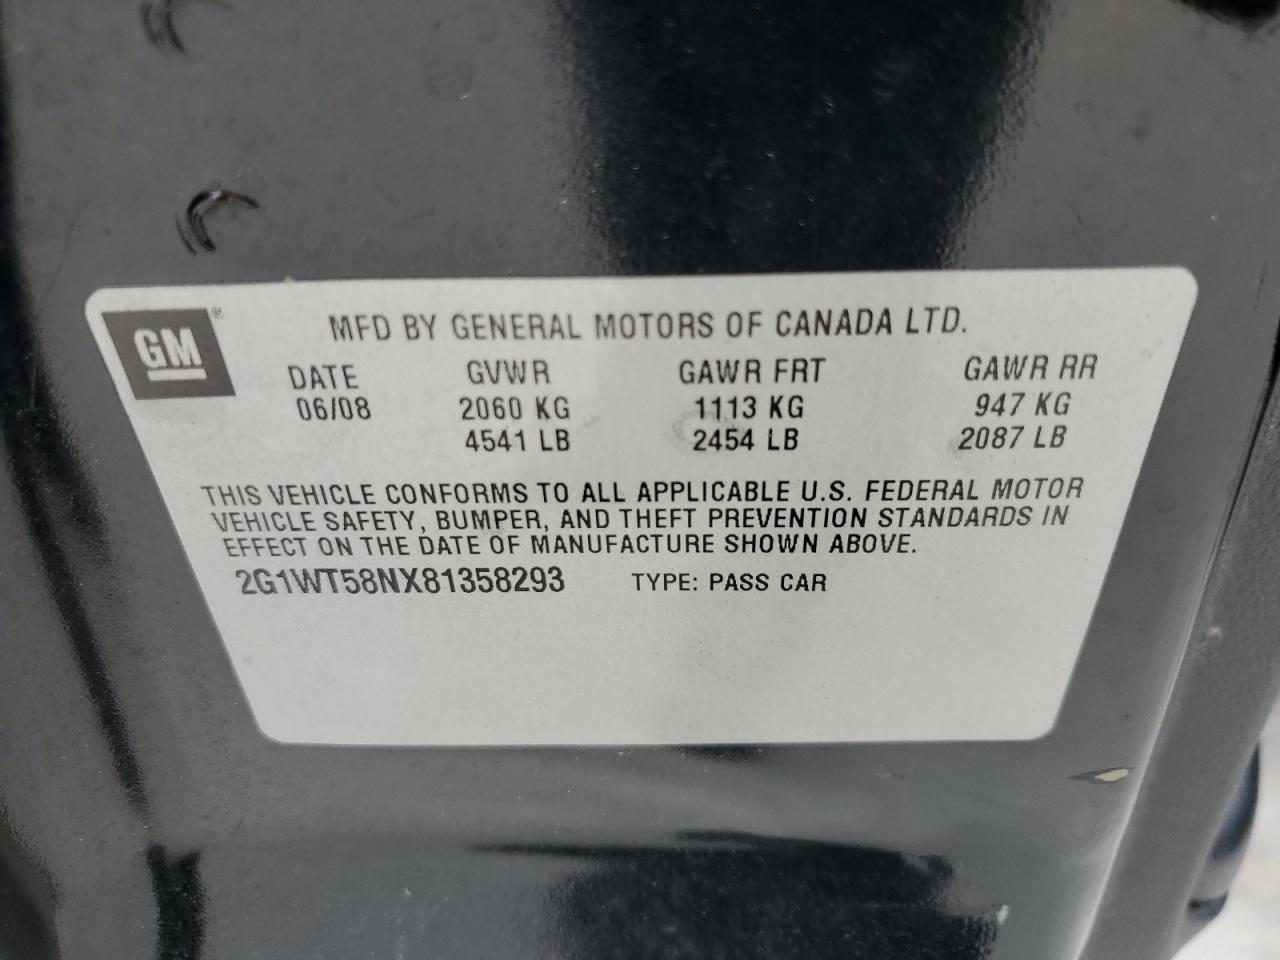 GM®
MFD BY GENERAL MOTORS OF CANADA LTD.
DATE GVWR GAWR FRT GAWR RR
06/08 2060 KG 1113 KG 947 KG
4541 LB 2454 LB 2087 LB
THIS VEHICLE CONFORMS TO ALL APPLICABLE U.S. FEDERAL MOTOR
VEHICLE SAFETY, BUMPER, AND THEFT PREVENTION STANDARDS IN
EFFECT ON THE DATE OF MANUFACTURE SHOWN ABOVE.
2G1WT58NX81358293 TYPE: PASS CAR